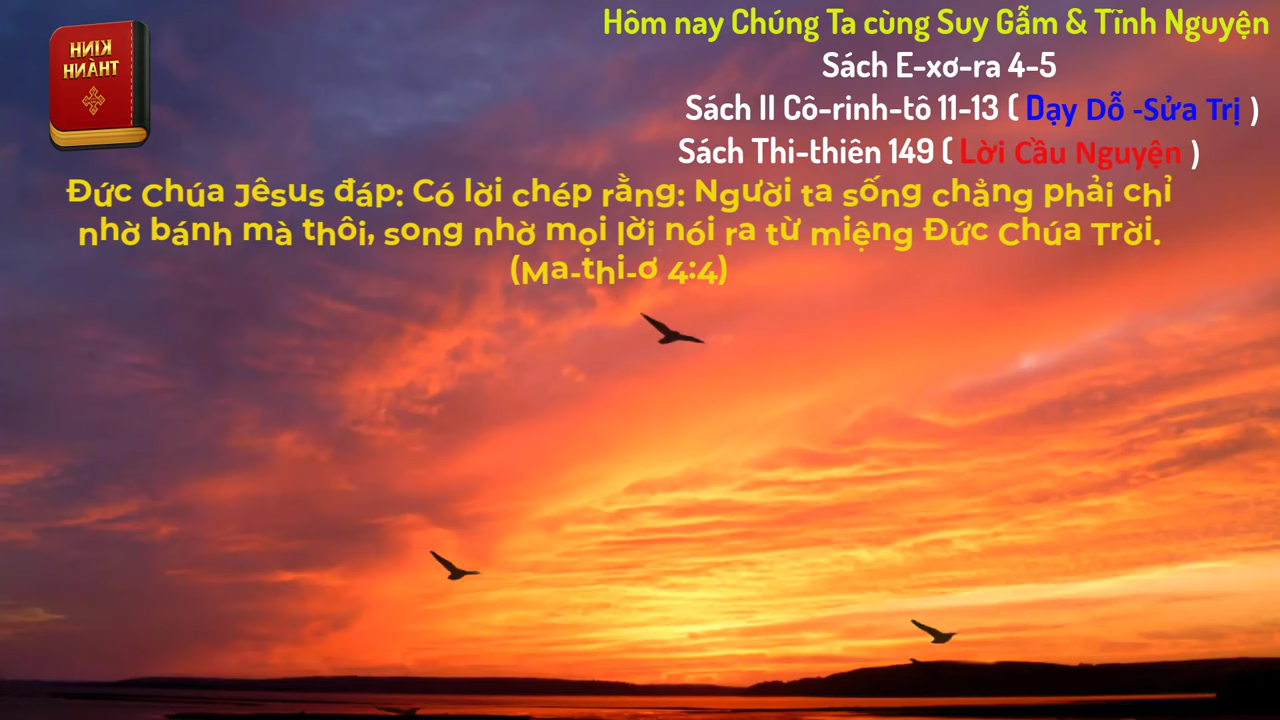 KINH
THÀNH
Hôm nay Chúng Ta cùng Suy Gẫm & Tĩnh Nguyện
Sách E-xơ-ra 4-5
Sách II Cô-rinh-tô 11-13 ( Dạy Dỗ -Sửa Trị )
Sách Thi-thiên 149 ( Lời Cầu Nguyện )
Đức Chúa Jêsus đáp: Có lời chép rằng: Người ta sống chẳng phải chỉ
nhờ bánh mà thôi, song nhờ mọi lời nói ra từ miệng Đức Chúa Trời.
(Ma-thi-ơ 4:4)